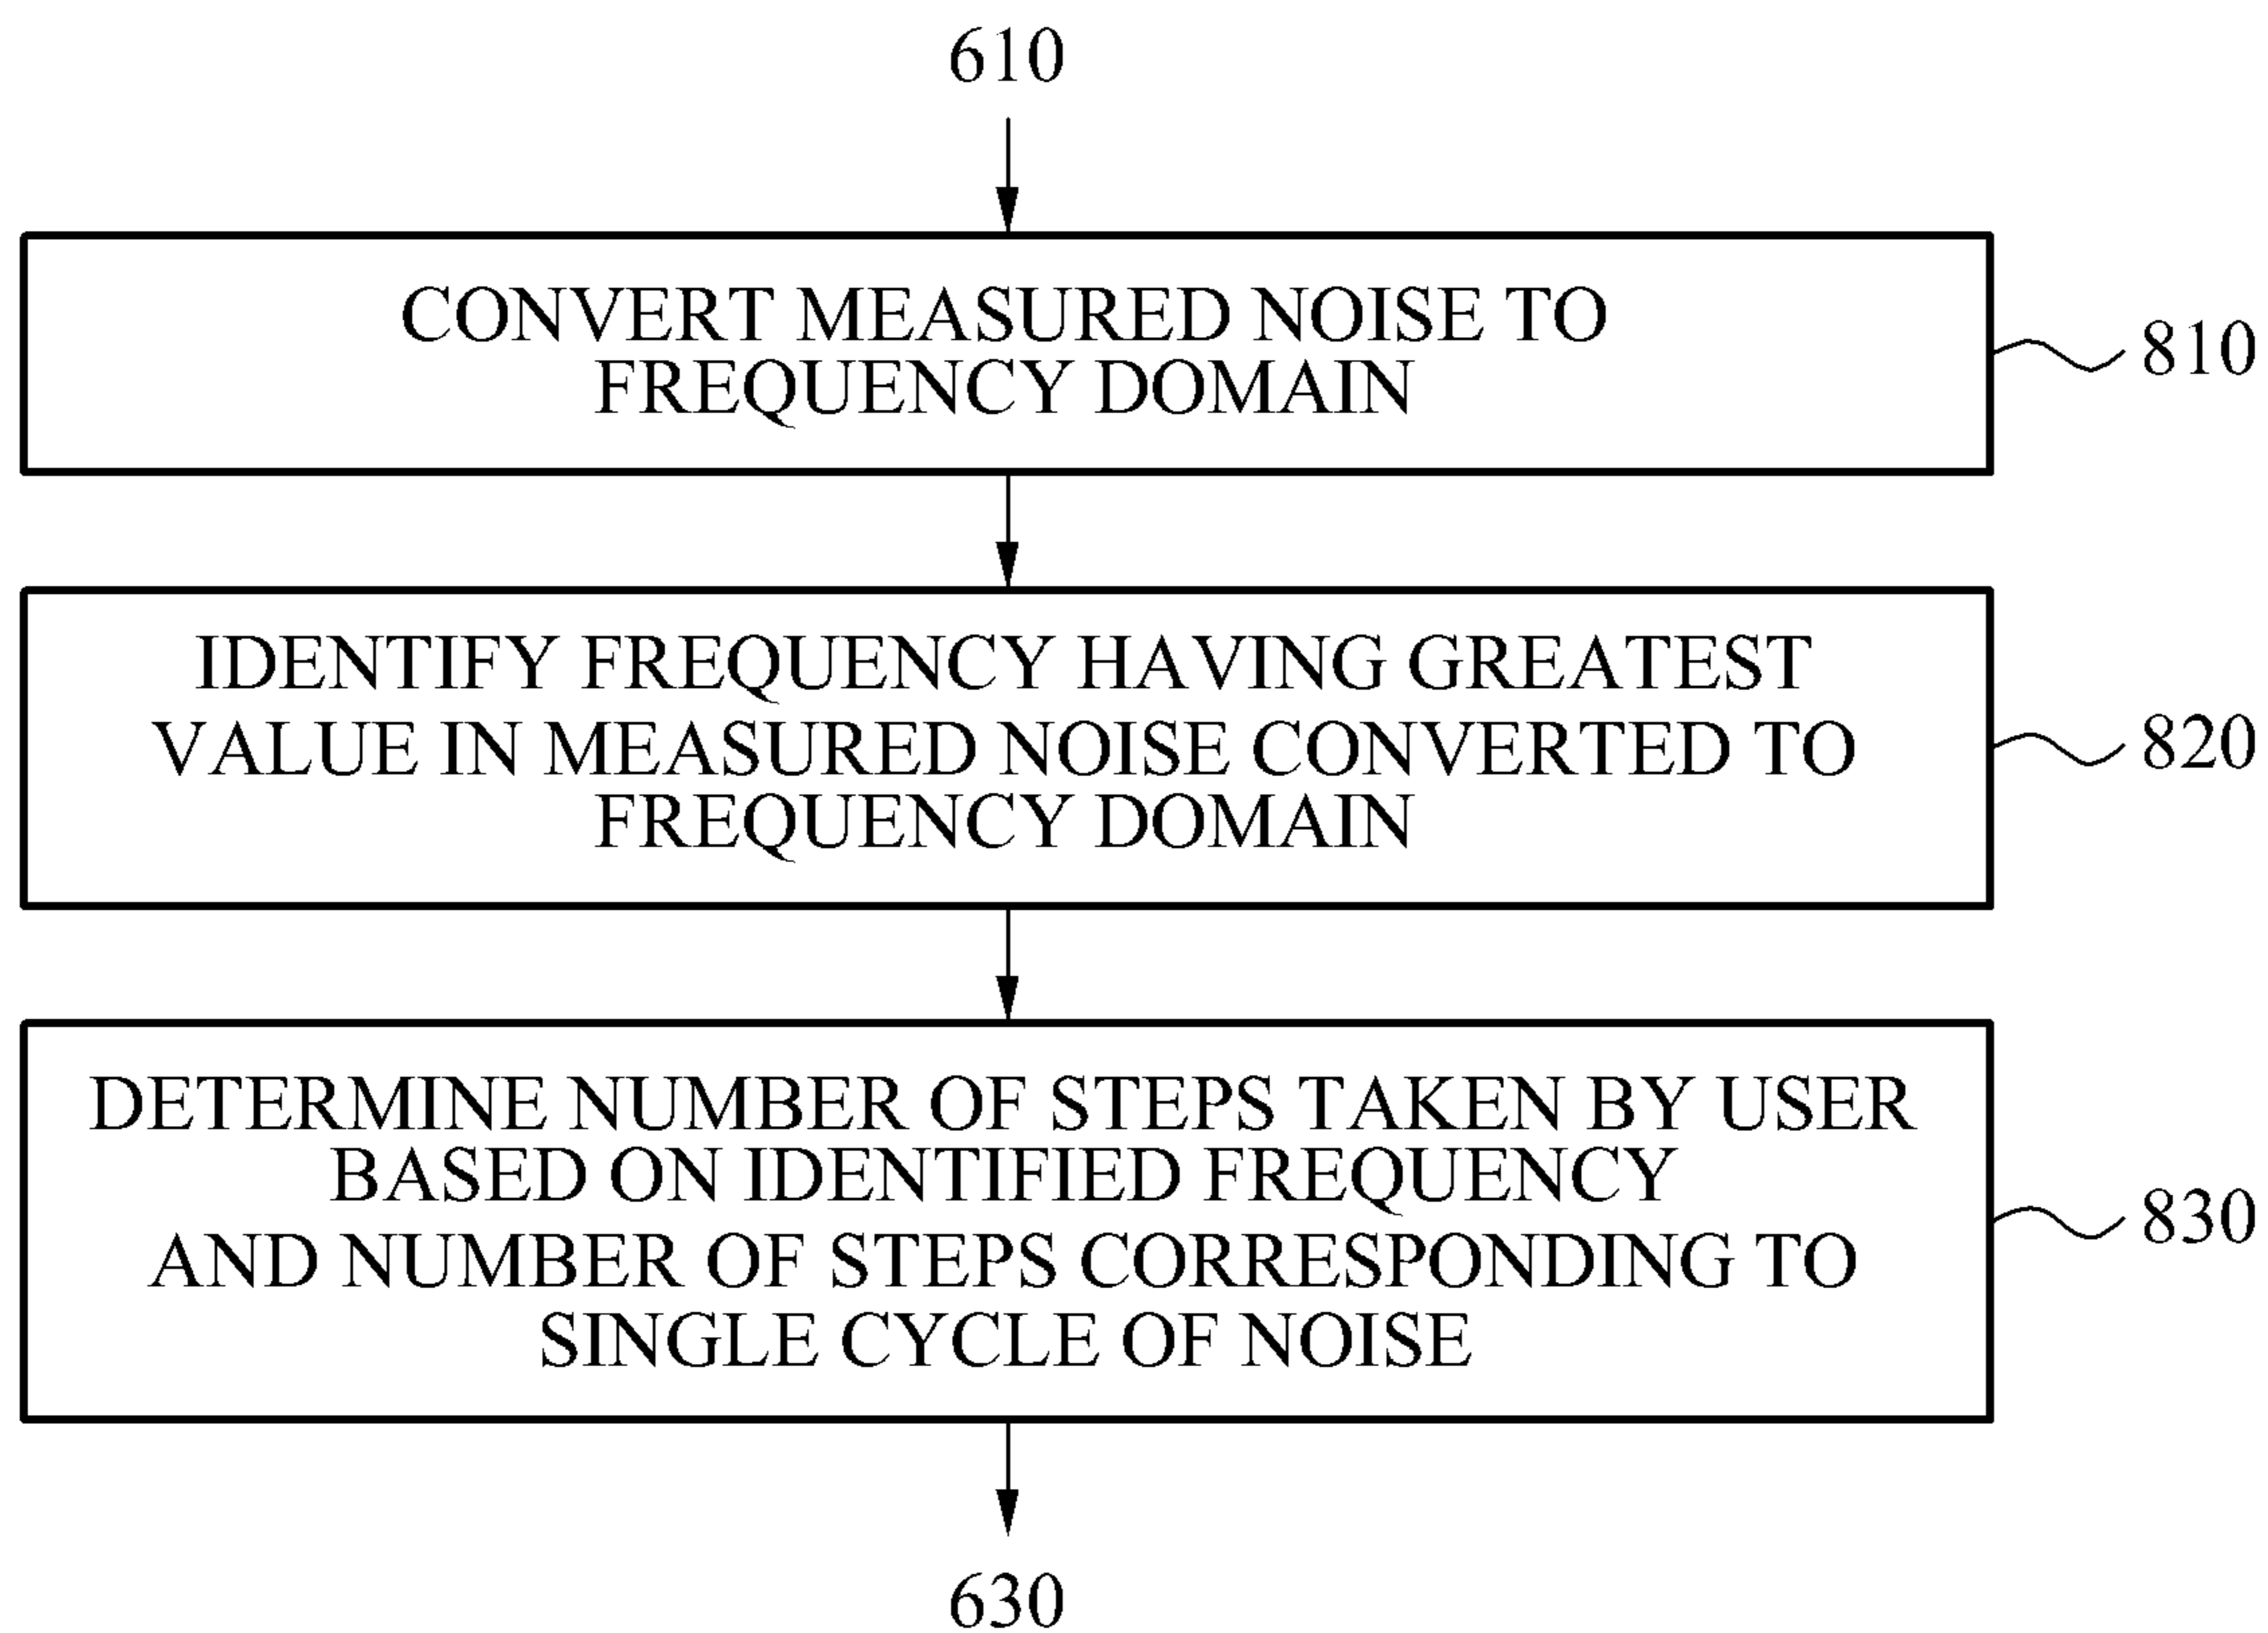 610
CONVERT MEASURED NOISE TO
FREQUENCY DOMAIN
810
IDENTIFY FREQUENCY HAVING GREATEST
VALUE IN MEASURED NOISE CONVERTED TO
FREQUENCY DOMAIN
820
DETERMINE NUMBER OF STEPS TAKEN BY USER
BASED ON IDENTIFIED FREQUENCY
AND NUMBER OF STEPS CORRESPONDING TO
SINGLE CYCLE OF NOISE
830
630